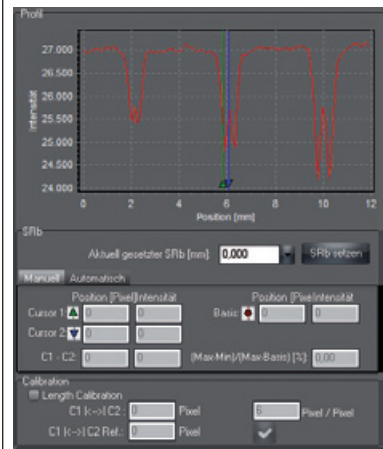 Profil
Intensität
27.000
26.500
26.000
25.500
25.000
24.500
24.000
0 2 4 6 8 10 12
Position [mm]
SRb
Aktuell gesetzter SRb [mm]: 0,000 SRb setzen
Manuell Automatisch
Position [Pixel] Intensität Position [Pixel Intensität
Cursor 1: 0 0 Basis: 0 0
Cursor 2: 0 0
C1 - C2: 0 0 (Max-Min)/(Max-Basis) [%]: 0,00
Calibration
Length Calibration
C1 |<-->| C2 : 0 Pixel 6 Pixel / Pixel
C1 |<-->| C2 Ref.: 0 Pixel